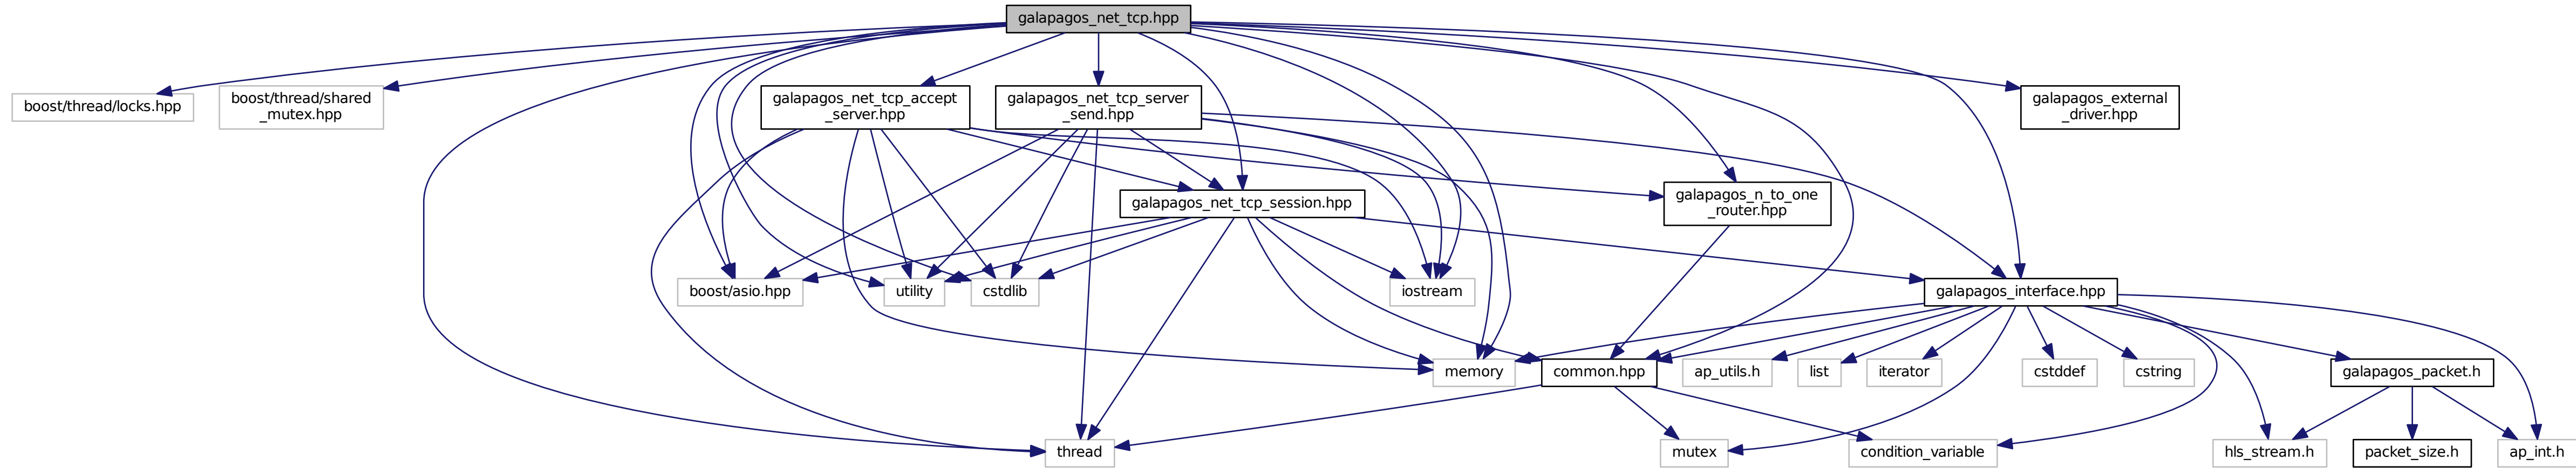 galapagos_net_tcp.hpp
boost/thread/locks.hpp
boost/thread/shared
_mutex.hpp
galapagos_net_tcp_accept
_server.hpp
galapagos_net_tcp_server
_send.hpp
galapagos_external
_driver.hpp
galapagos_net_tcp_session.hpp
galapagos_n_to_one
_router.hpp
boost/asio.hpp
utility
cstdlib
iostream
galapagos_interface.hpp
memory
common.hpp
ap_utils.h
list
iterator
cstddef
cstring
galapagos_packet.h
thread
mutex
condition_variable
hls_stream.h
packet_size.h
ap_int.h